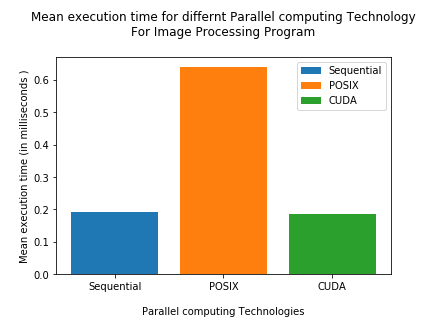 Mean execution time for differnt Parallel computing Technology
For Image Processing Program
Mean execution time (in milliseconds )
0.6
0.5
0.4
0.3
0.2
0.1
0.0
Sequential
POSIX
CUDA
Sequential
POSIX
CUDA
Parallel computing Technologies